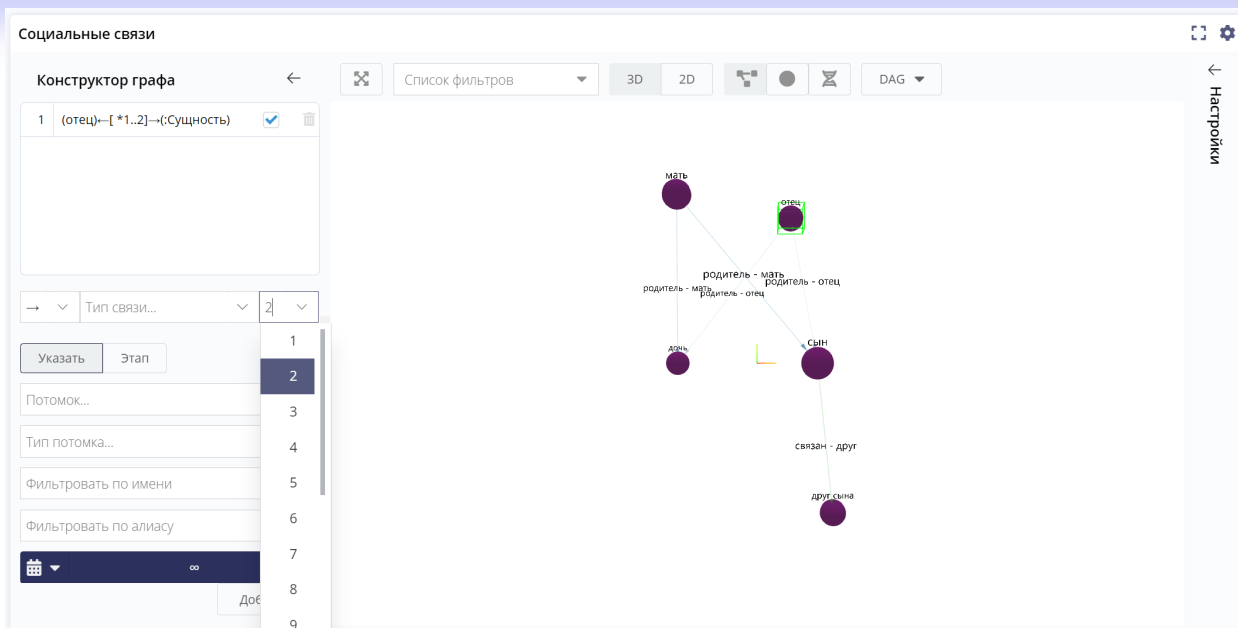 Социальные связи
Конструктор графа
1 (отец)←[ *1..2]→(:Сущность)
→ Тип связи... 2
1
2
3
4
5
6
7
8
9
Указать Этап
Потомок...
Тип потомка...
Фильтровать по имени
Фильтровать по алиасу
∞
Доб
Список фильтров
3D 2D
DAG
Настройки
мать
отец
родитель - мать
родитель - отец
родитель - мать
родитель - отец
дочь
сын
связан - друг
друг сына